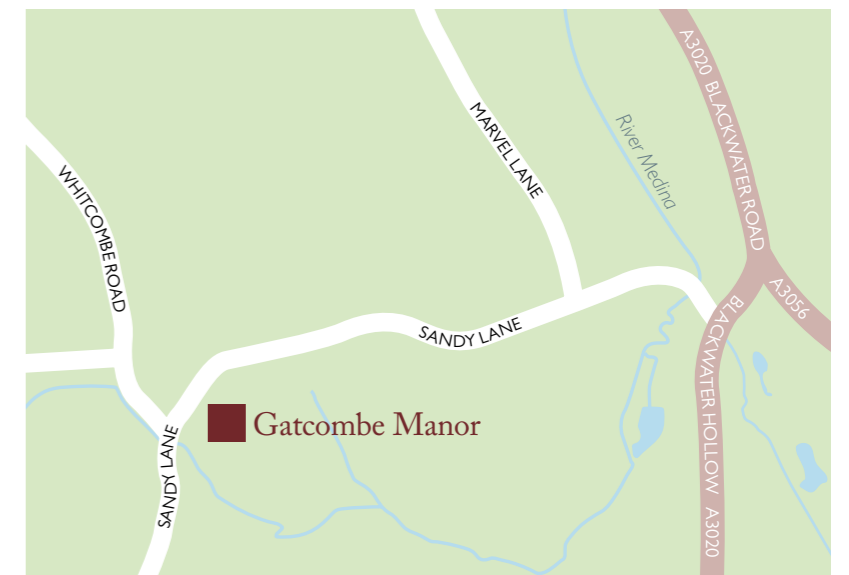 A3020 BLACKWATER ROAD
MARVEL LANE
River Medina
WHITCOMBE ROAD
A3056
BLACKWATER HOLLOW A3020
SANDY LANE
Gatcombe Manor
SANDY LANE